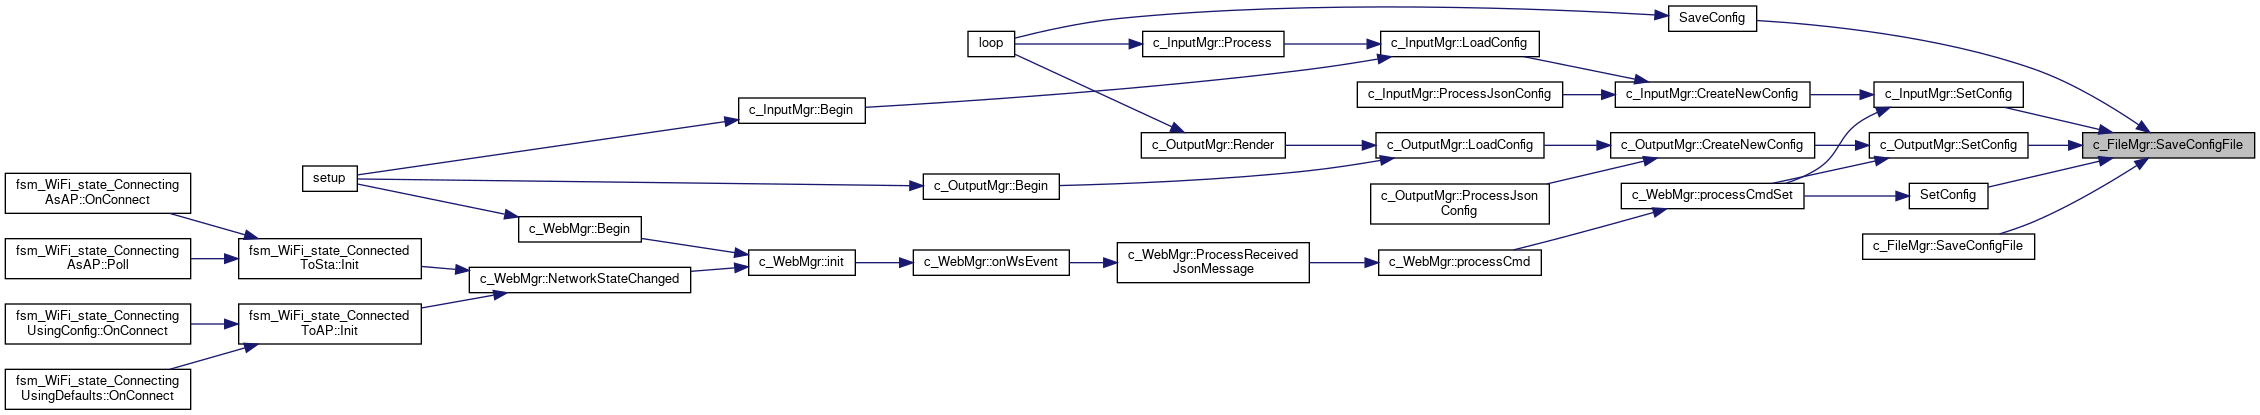 SaveConfig
loop
c_InputMgr::Process
c_InputMgr::LoadConfig
c_InputMgr::ProcessJsonConfig
c_InputMgr::CreateNewConfig
c_InputMgr::SetConfig
c_InputMgr::Begin
c_OutputMgr::Render
c_OutputMgr::LoadConfig
c_OutputMgr::CreateNewConfig
c_OutputMgr::SetConfig
c_FileMgr::SaveConfigFile
setup
c_OutputMgr::Begin
c_OutputMgr::ProcessJson
Config
c_WebMgr::processCmdSet
SetConfig
fsm_WiFi_state_Connecting
AsAP::OnConnect
c_WebMgr::Begin
c_FileMgr::SaveConfigFile
fsm_WiFi_state_Connecting
AsAP::Poll
fsm_WiFi_state_Connected
ToSta::Init
c_WebMgr::NetworkStateChanged
c_WebMgr::init
c_WebMgr::onWsEvent
c_WebMgr::ProcessReceived
JsonMessage
c_WebMgr::processCmd
fsm_WiFi_state_Connecting
UsingConfig::OnConnect
fsm_WiFi_state_Connected
ToAP::Init
fsm_WiFi_state_Connecting
UsingDefaults::OnConnect